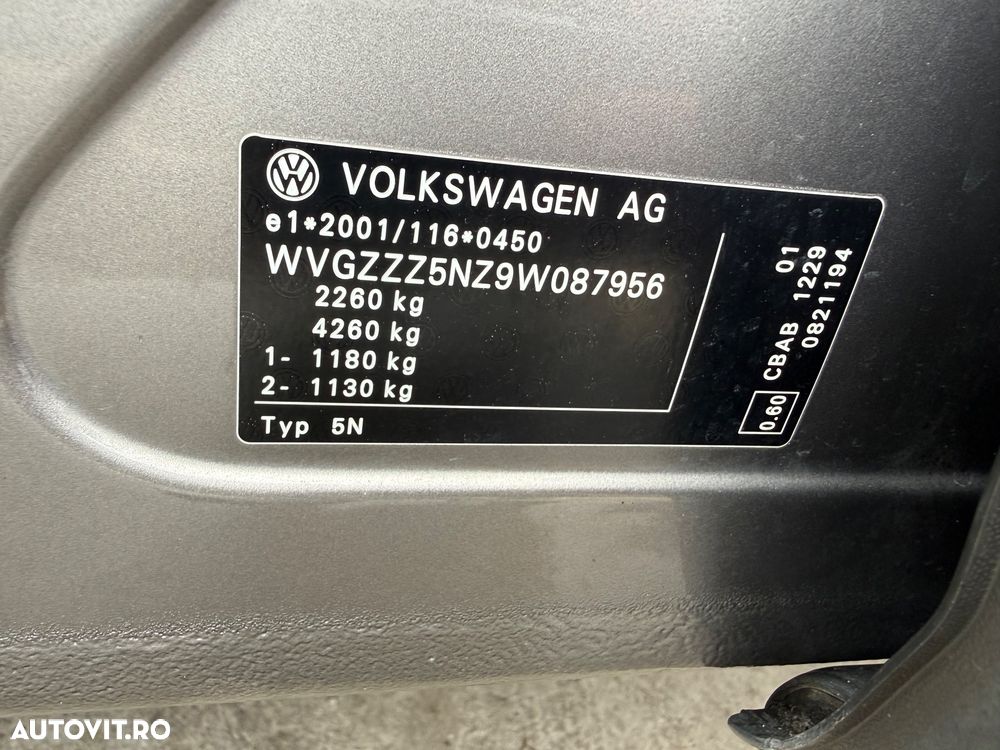 VOLKSWAGEN AG
e1*2001/116*0450
WVGZZZ5NZ9W087956
2260 kg
4260 kg
1- 1180 kg
2- 1130 kg
Typ 5N
01
CBAB 1229
0821194
0.60
AUTOVIT.RO